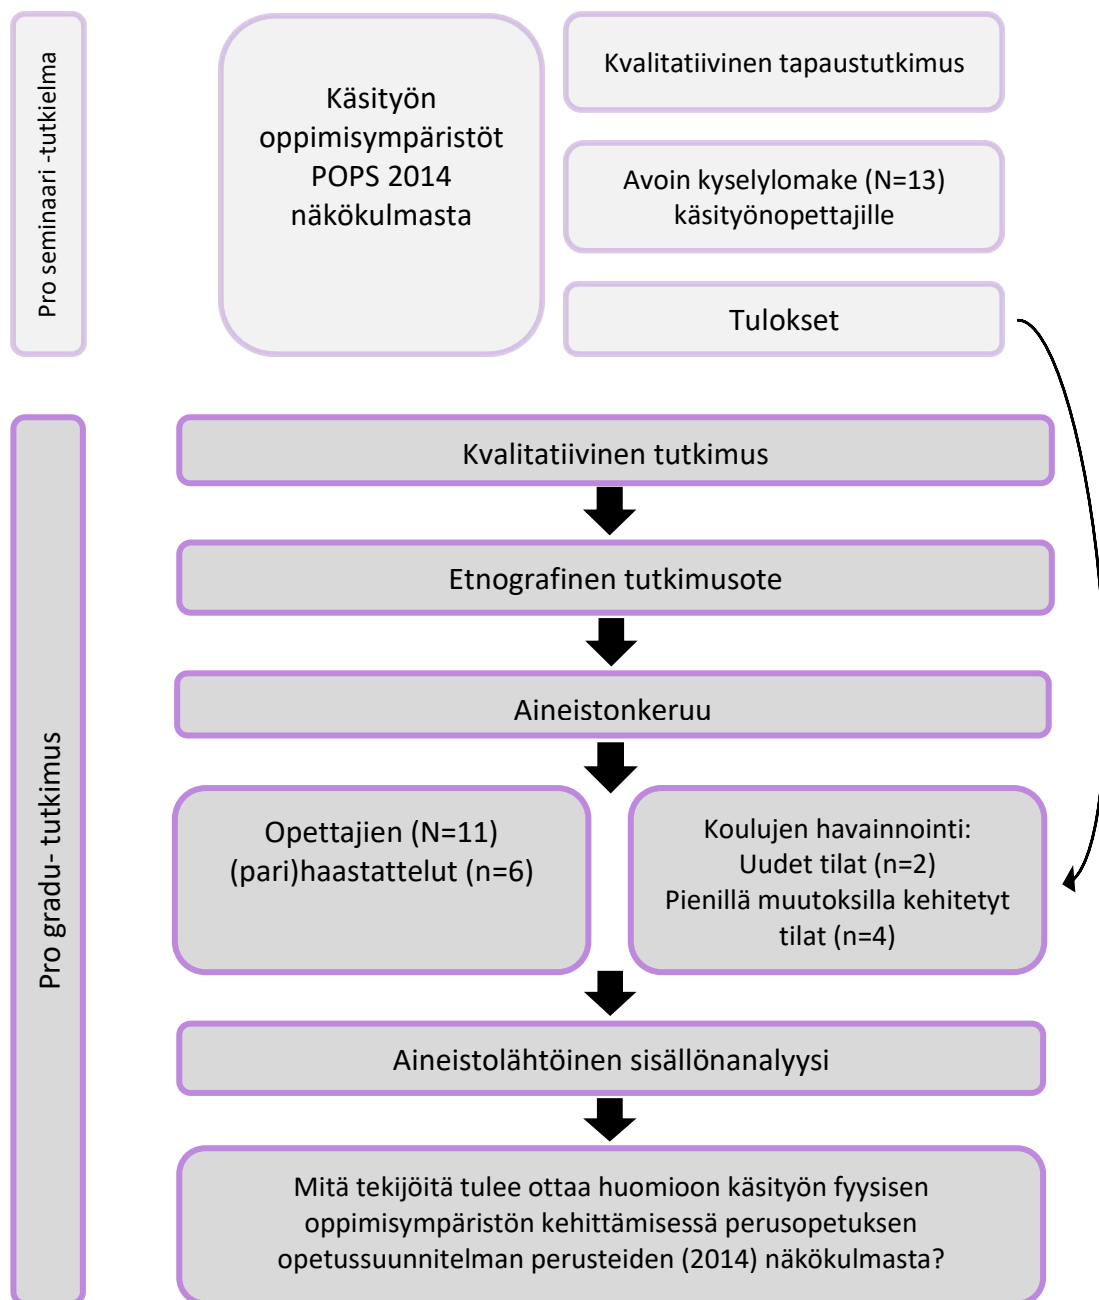 Pro seminaari -tutkielma
Käsityön
oppimisympäristöt
POPS 2014
näkökulmasta
Kvalitatiivinen tapaustutkimus
Avoin kyselylomake (N=13)
käsityönopettajille
Tulokset
Pro gradu- tutkimus
Kvalitatiivinen tutkimus
Etnografinen tutkimusote
Aineistonkeruu
Opettajien (N=11)
(pari)haastattelut (n=6)
Koulujen havainnointi:
Uudet tilat (n=2)
Pienillä muutoksilla kehitetyt
tilat (n=4)
Aineistolähtöinen sisällönanalyysi
Mitä tekijöitä tulee ottaa huomioon käsityön fyysisen
oppimisympäristön kehittämisessä perusopetuksen
opetussuunnitelman perusteiden (2014) näkökulmasta?